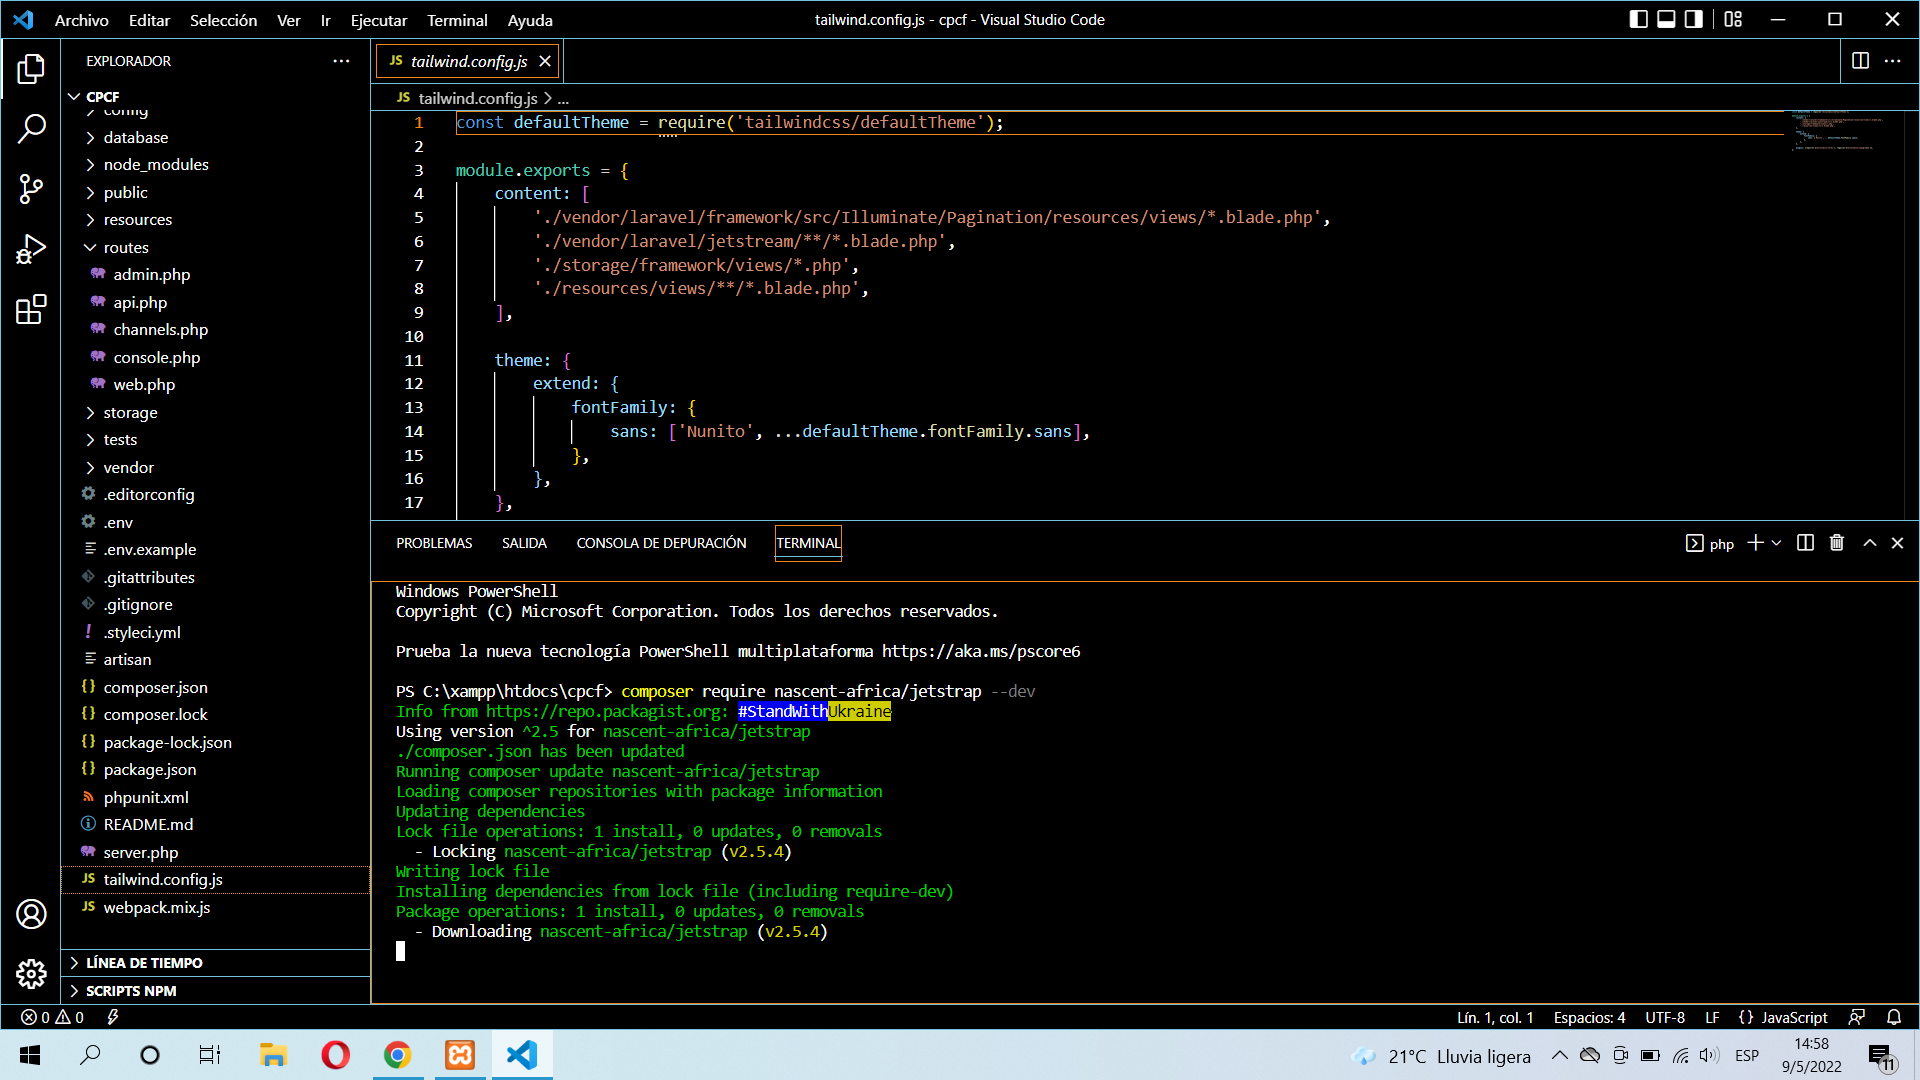 Archivo Editar Selección Ver Ir Ejecutar Terminal Ayuda
tailwind.config.js - cpcf - Visual Studio Code
EXPLORADOR
CPCF
config
database
node_modules
public
resources
routes
admin.php
api.php
channels.php
console.php
web.php
storage
tests
vendor
.editorconfig
.env
.env.example
.gitattributes
.gitignore
.styleci.yml
artisan
composer.json
composer.lock
package-lock.json
package.json
phpunit.xml
README.md
server.php
JS tailwind.config.js
JS webpack.mix.js
LÍNEA DE TIEMPO
SCRIPTS NPM
JS tailwind.config.js
JS tailwind.config.js > ...
1 const defaultTheme = require('tailwindcss/defaultTheme');
2
3 module.exports = {
4 content: [
5 './vendor/laravel/framework/src/Illuminate/Pagination/resources/views/*.blade.php',
6 './vendor/laravel/jetstream/**/*.blade.php',
7 './storage/framework/views/*.php',
8 './resources/views/**/*.blade.php',
9 ],
10
11 theme: {
12 extend: {
13 fontFamily: {
14 sans: ['Nunito', ...defaultTheme.fontFamily.sans],
15 },
16 },
17 },
PROBLEMAS SALIDA CONSOLA DE DEPURACIÓN TERMINAL
php
Windows PowerShell
Copyright (C) Microsoft Corporation. Todos los derechos reservados.
Prueba la nueva tecnología PowerShell multiplataforma https://aka.ms/pscore6
PS C:\xampp\htdocs\cpcf> composer require nascent-africa/jetstrap --dev
Info from https://repo.packagist.org: #StandWithUkraine
Using version ^2.5 for nascent-africa/jetstrap
./composer.json has been updated
Running composer update nascent-africa/jetstrap
Loading composer repositories with package information
Updating dependencies
Lock file operations: 1 install, 0 updates, 0 removals
- Locking nascent-africa/jetstrap (v2.5.4)
Writing lock file
Installing dependencies from lock file (including require-dev)
Package operations: 1 install, 0 updates, 0 removals
- Downloading nascent-africa/jetstrap (v2.5.4)
0 0
Lín. 1, col. 1 Espacios: 4 UTF-8 LF {} JavaScript
21°C Lluvia ligera
ESP
14:58
9/5/2022
11